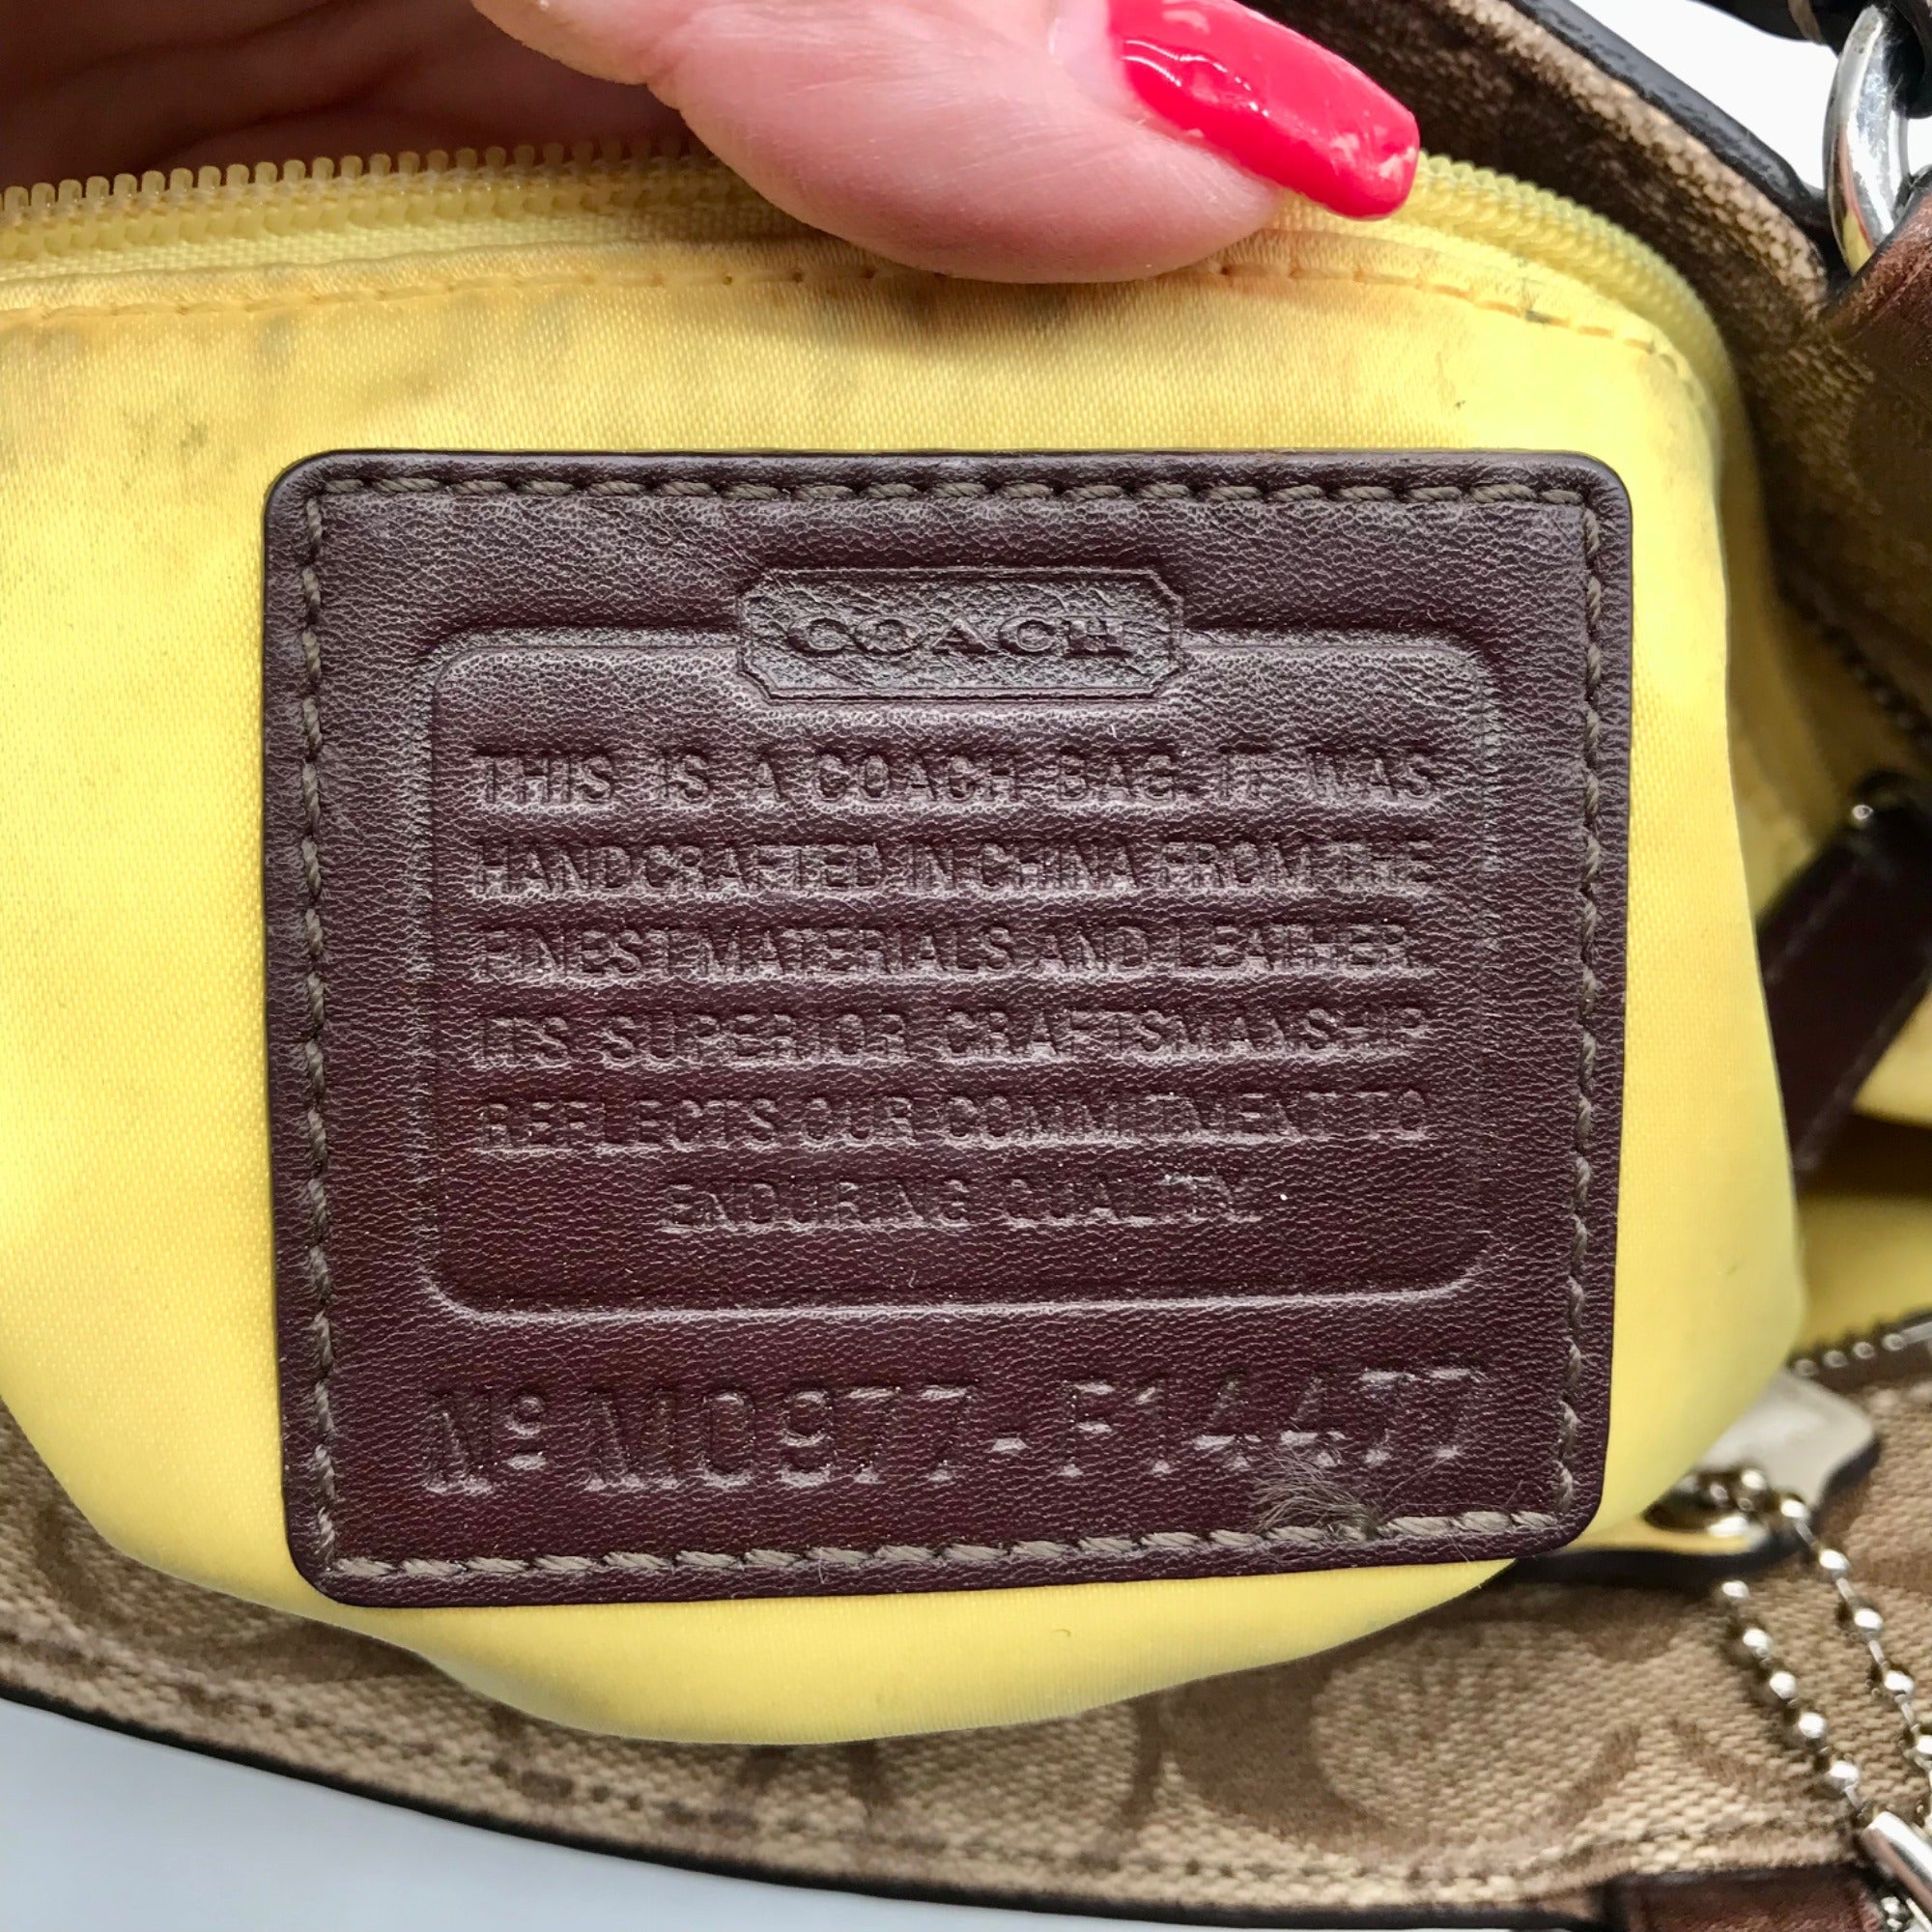 COACH
THIS IS A COACH BAG. IT WAS
HANDCRAFTED IN CHINA FROM THE
FINEST MATERIALS AND LEATHER.
ITS SUPERIOR CRAFTSMANSHIP
REFLECTS OUR COMMITMENT TO
ENDURING QUALITY.
Nº M0977-F14477